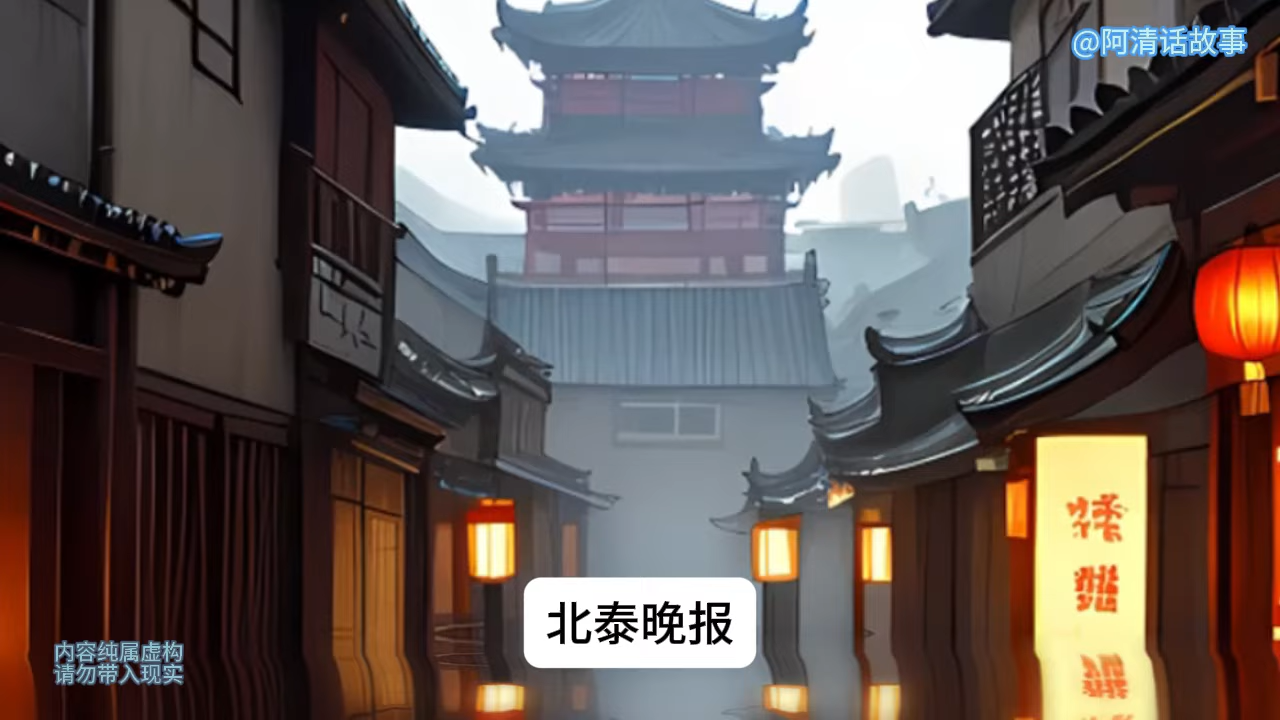 @阿清话故事
北泰晚报
内容纯属虚构
请勿带入现实